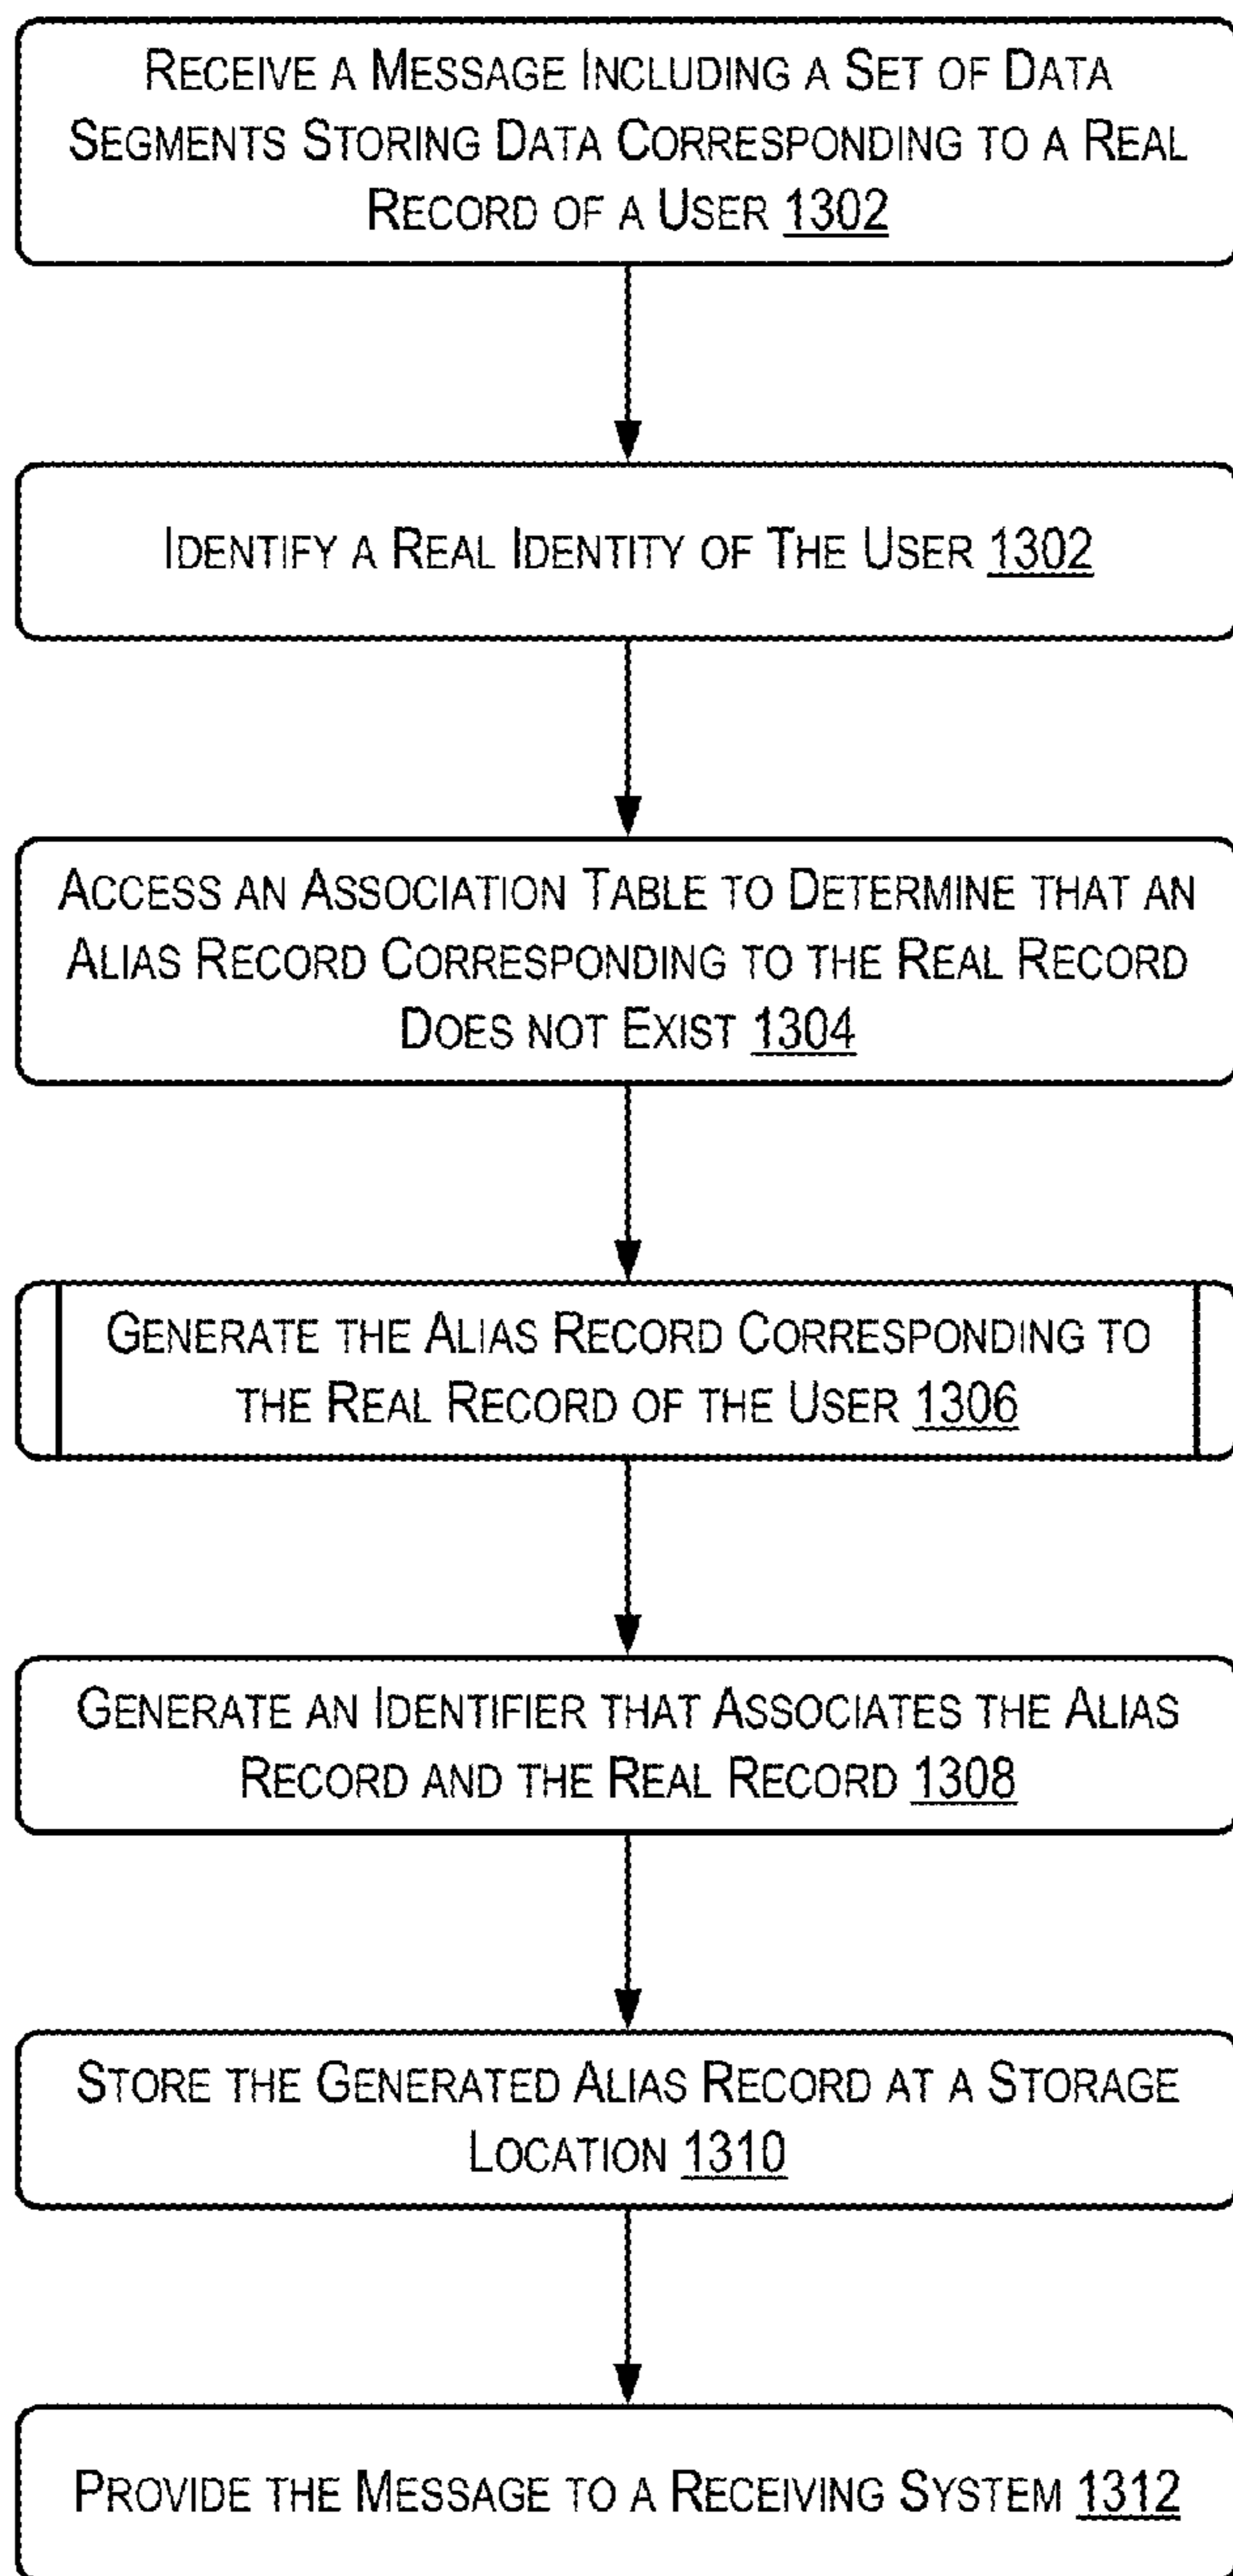 RECEIVE A MESSAGE INCLUDING A SET OF DATA
SEGMENTS STORING DATA CORRESPONDING TO A REAL
RECORD OF A USER 1302
IDENTIFY A REAL IDENTITY OF THE USER 1302
ACCESS AN ASSOCIATION TABLE TO DETERMINE THAT AN
ALIAS RECORD CORRESPONDING TO THE REAL RECORD
DOES NOT EXIST 1304
GENERATE THE ALIAS RECORD CORRESPONDING TO
THE REAL RECORD OF THE USER 1306
GENERATE AN IDENTIFIER THAT ASSOCIATES THE ALIAS
RECORD AND THE REAL RECORD 1308
STORE THE GENERATED ALIAS RECORD AT A STORAGE
LOCATION 1310
PROVIDE THE MESSAGE TO A RECEIVING SYSTEM 1312